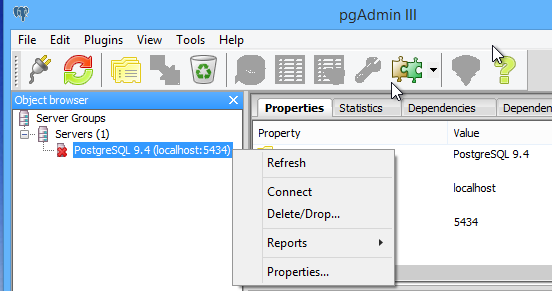 pgAdmin III
File Edit Plugins View Tools Help
Object browser
Server Groups
Servers (1)
PostgreSQL 9.4 (localhost:5434)
Properties Statistics Dependencies Depender
Property Value
PostgreSQL 9.4
localhost
5434
Refresh
Connect
Delete/Drop...
Reports
Properties...